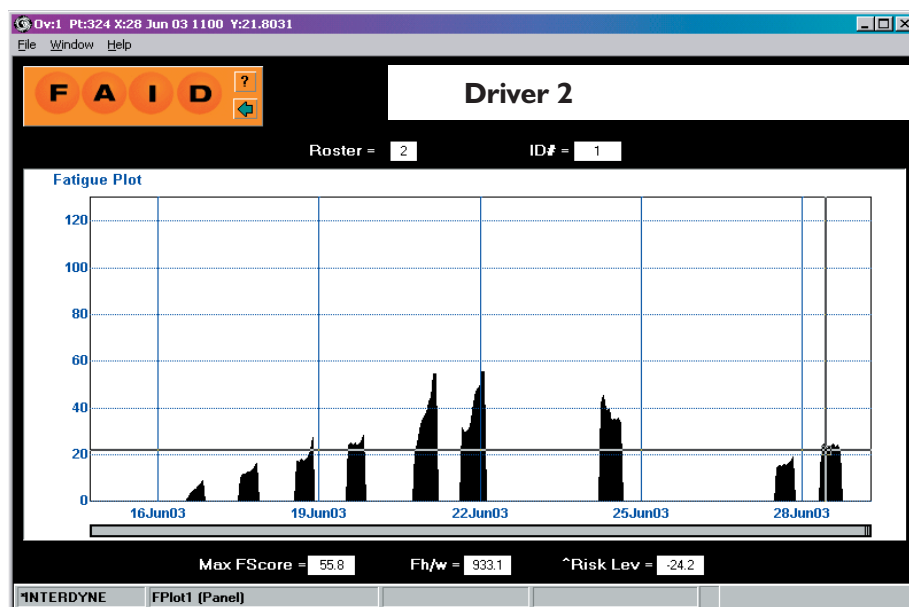 Ov:1 Pt:324 X:28 Jun 03 1100 Y:21.8031
File Window Help
F A I D ?
Driver 2
Roster = 2 ID# = 1
Fatigue Plot
120
100
80
60
40
20
0
16Jun03 19Jun03 22Jun03 25Jun03 28Jun03
Max FScore = 55.8 Fh/w = 933.1 ^Risk Lev = -24.2
*INTERDYNE FPlot1 (Panel)